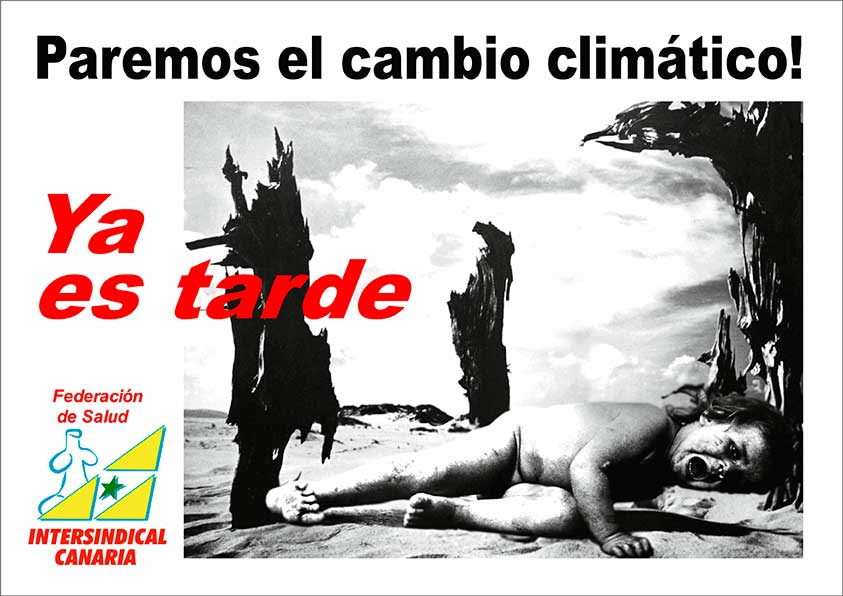 Paremos el cambio climático!
Ya
es tarde
Federación
de Salud
INTERSINDICAL
CANARIA